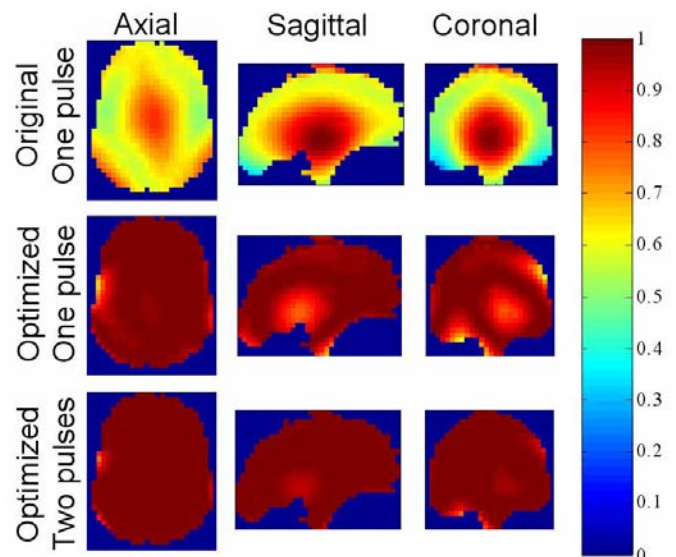 Axial
Sagittal
Coronal
Original
One pulse
Optimized
One pulse
Optimized
Two pulses
1
0.9
0.8
0.7
0.6
0.5
0.4
0.3
0.2
0.1
0